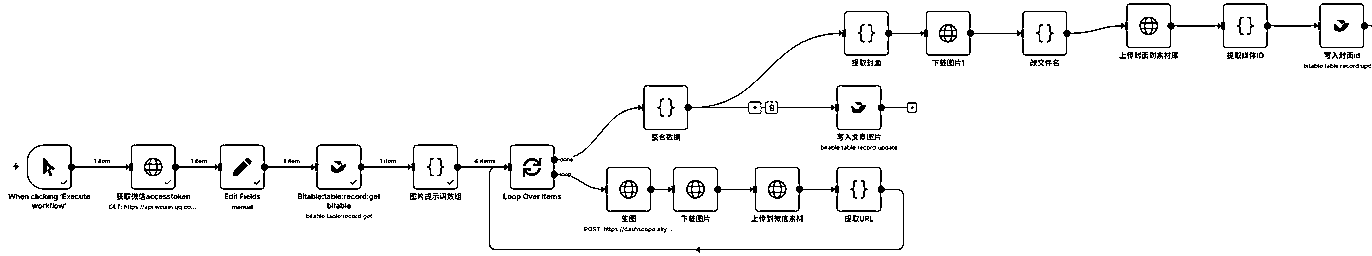 提取封面
下载图片1
改文件名
上传封面到素材库
提取媒体ID
写入封面id
bitable:table:record:upd
整合数据
写入文章图片
bitable:table:record:update
1 item
1 item
1 item
1 item
6 items
done
loop
When clicking 'Execute
workflow'
获取微信accesstoken
GET: https://api.weixin.qq.co...
Edit Fields
manual
Bitable:table:record:get
bitable
bitable:table:record:get
图片提示词数组
Loop Over Items
生图
POST: https://
下载图片
上传到微信素材
提取URL